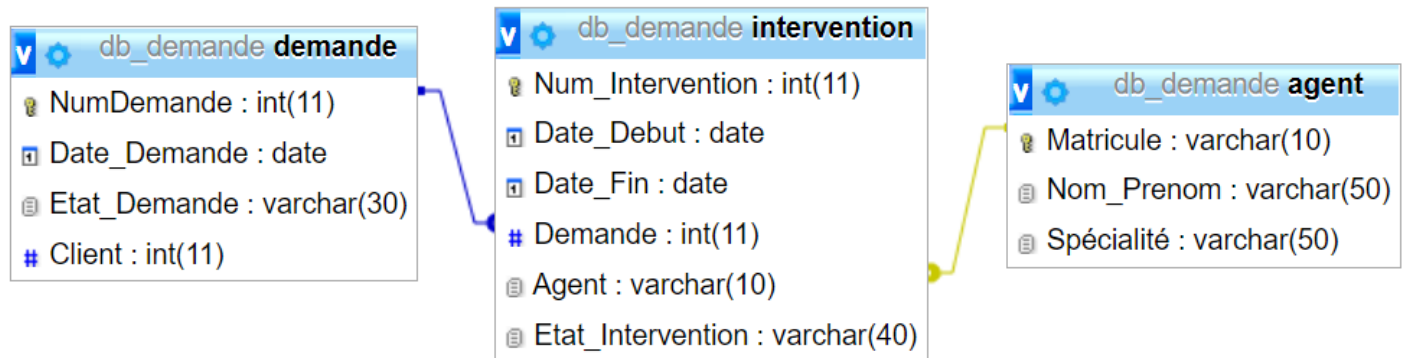 db_demande demande
NumDemande : int(11)
Date_Demande : date
Etat_Demande : varchar(30)
# Client : int(11)
db_demande intervention
Num_Intervention : int(11)
Date_Debut : date
Date_Fin : date
# Demande : int(11)
Agent : varchar(10)
Etat_Intervention : varchar(40)
db_demande agent
Matricule : varchar(10)
Nom_Prenom : varchar(50)
Spécialité : varchar(50)